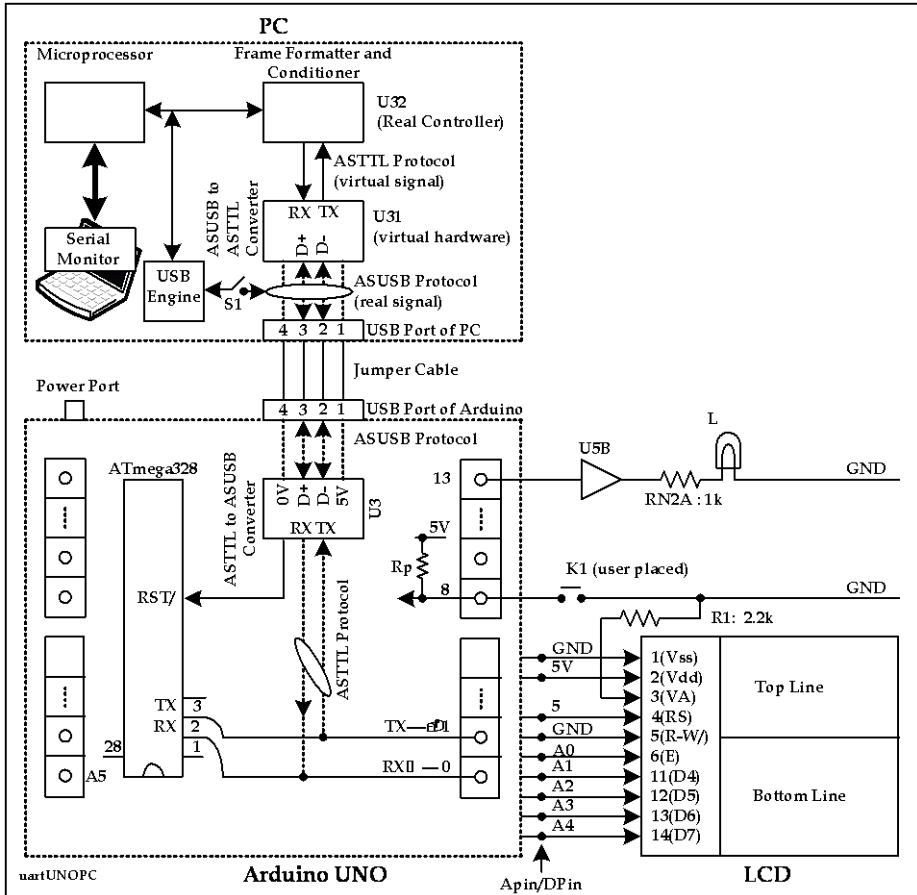 PC
Microprocessor
Frame Formatter and
Conditioner
U32
(Real Controller)
ASTTL Protocol
(virtual signal)
ASUSB to
ASTTL
Converter
RX TX
D+ D-
U31
(virtual hardware)
Serial
Monitor
USB
Engine
S1
ASUSB Protocol
(real signal)
4 3 2 1
USB Port of PC
Jumper Cable
Power Port
4 3 2 1
USB Port of Arduino
ASUSB Protocol
ATmega328
ASTTL to ASUSB
Converter
0V D+ D- 5V
RX TX
U3
RST/
ASTTL Protocol
TX 3
RX 2
28 1
A5
13
5V
Rp
8
TX
1
RX
0
U5B
RN2A : 1k
L
GND
K1 (user placed)
GND
R1: 2.2k
GND 1(Vss)
5V 2(Vdd)
3(VA)
5 4(RS)
GND 5(R-W/)
A0 6(E)
A1 11(D4)
A2 12(D5)
A3 13(D6)
A4 14(D7)
Top Line
Bottom Line
uartUNOPC
Arduino UNO
Apin/DPin
LCD